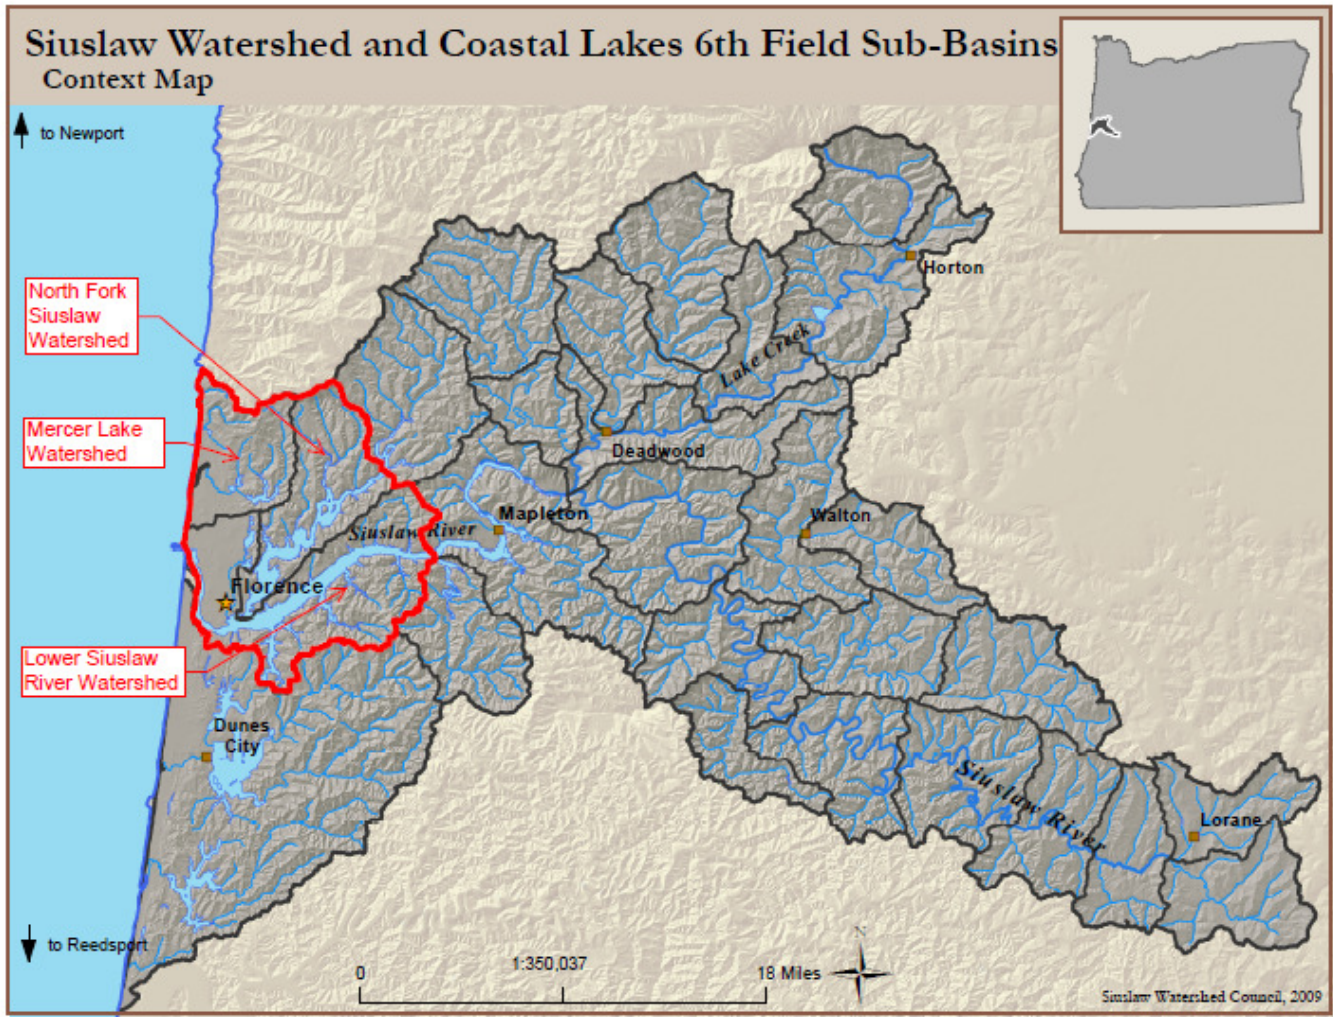 Siuslaw Watershed and Coastal Lakes 6th Field Sub-Basins
Context Map
to Newport
Horton
North Fork
Siuslaw
Watershed
Lake Creek
Mercer Lake
Watershed
Deadwood
Mapleton
Walton
Siuslaw River
Florence
Lower Siuslaw
River Watershed
Dunes
City
Siuslaw River
Lorane
to Reedsport
N
0
1:350,037
18 Miles
Siuslaw Watershed Council, 2009